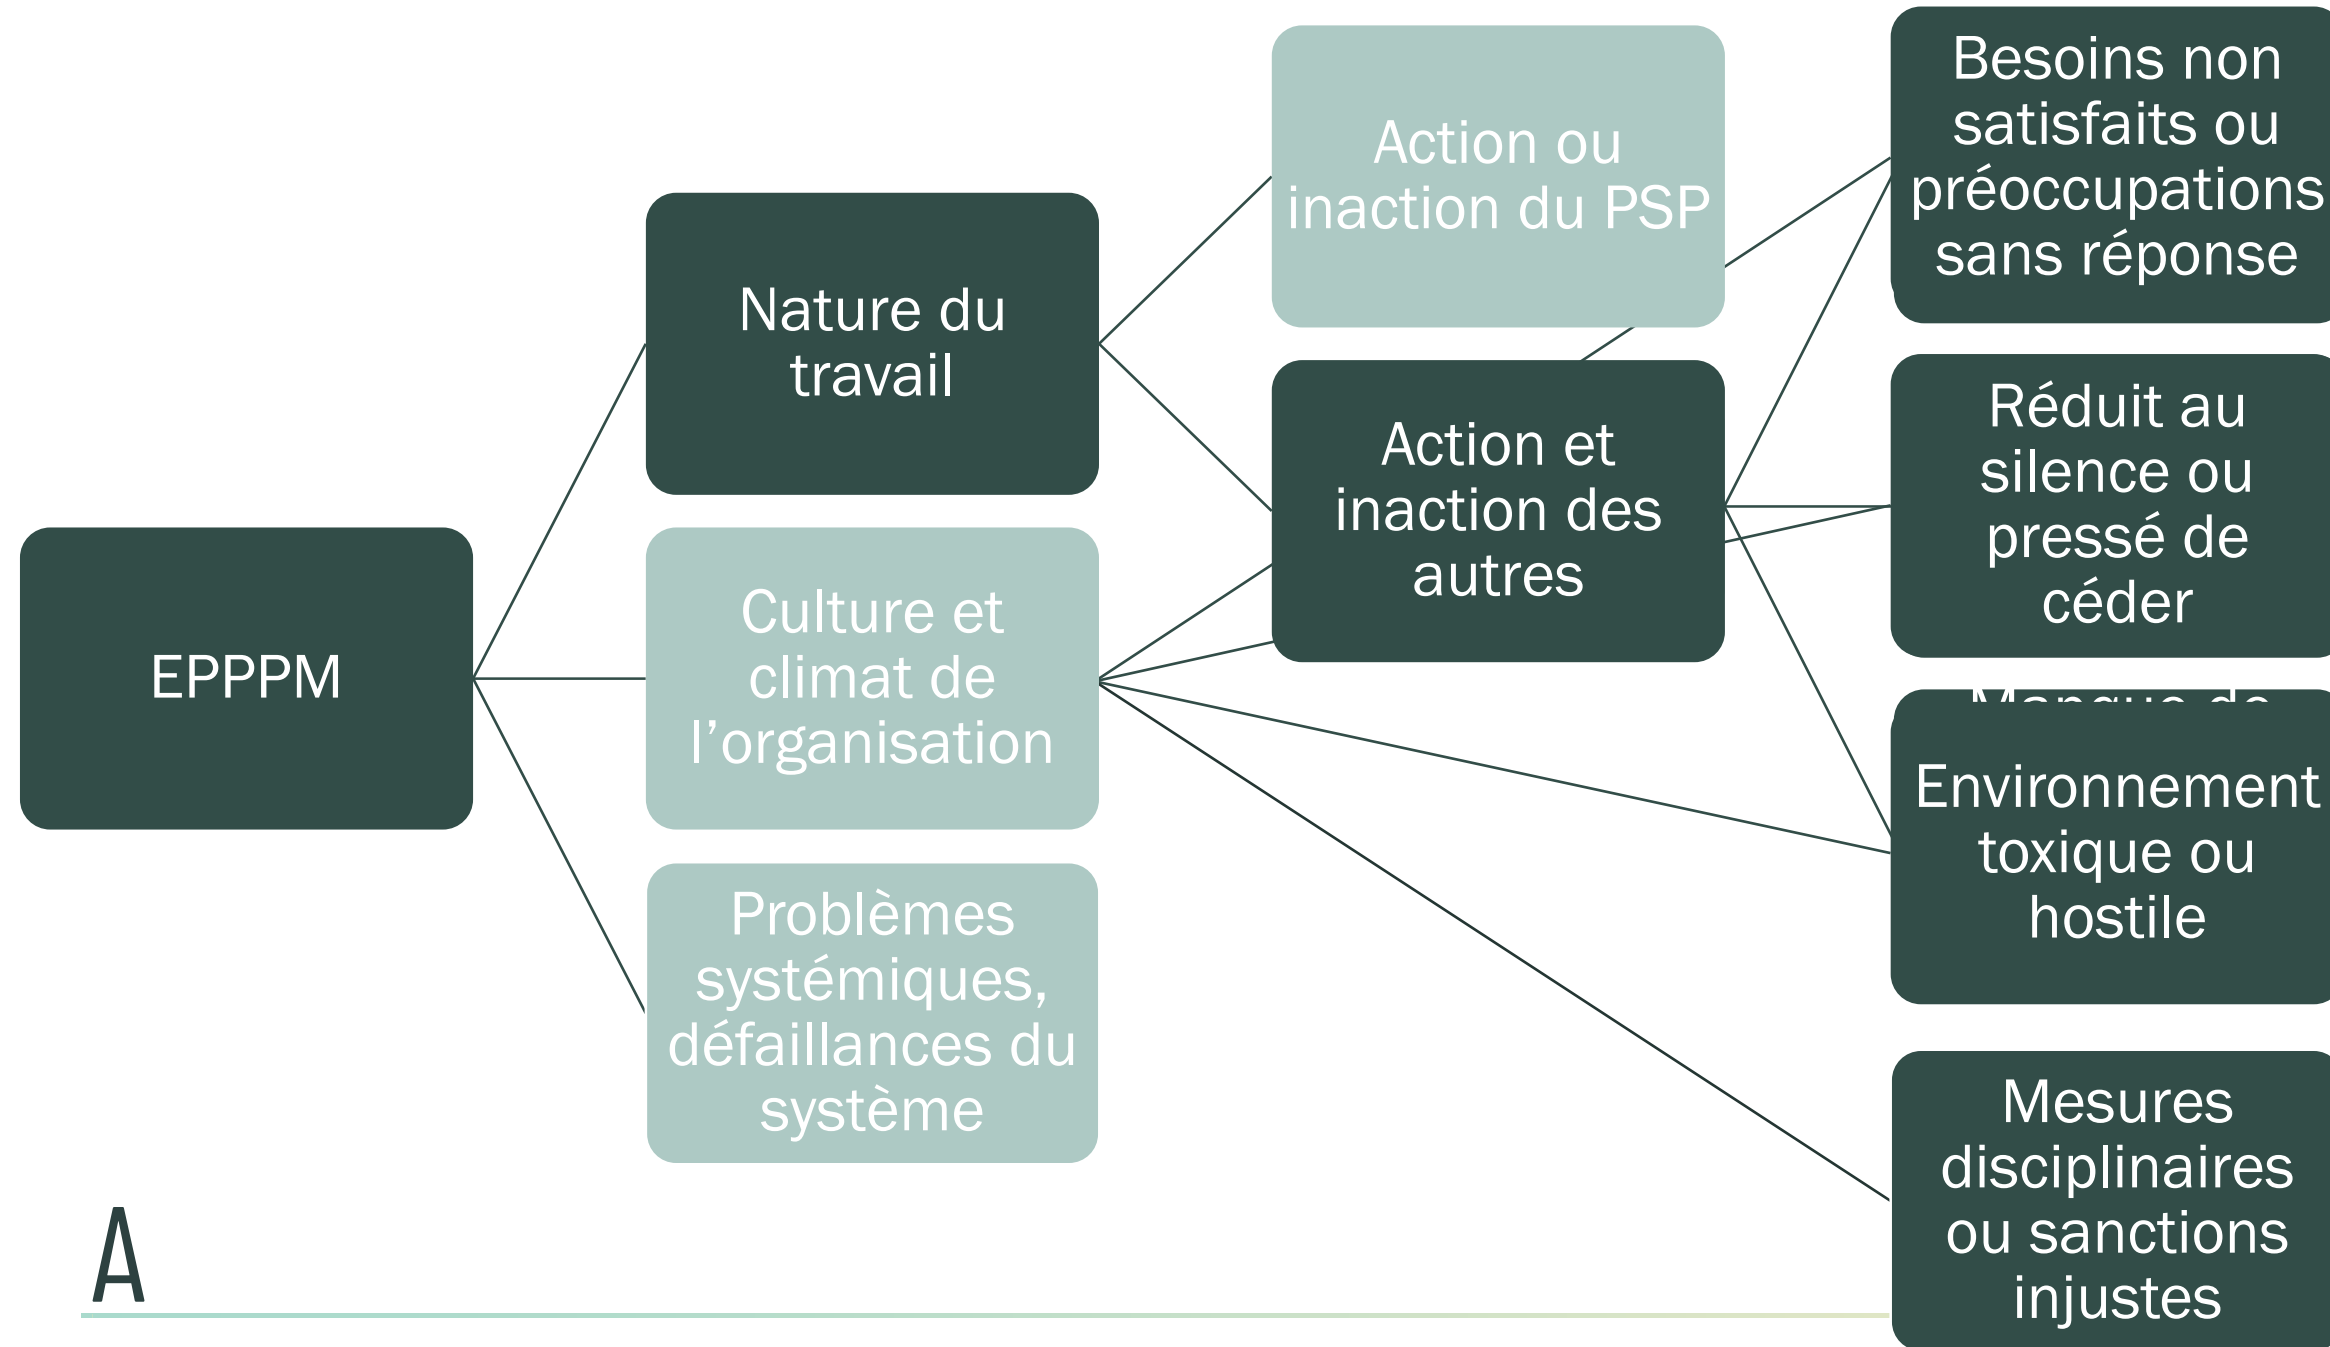 EPPPM
Nature du
travail
Culture et
climat de
l’organisation
Problèmes
systémiques,
défaillances du
système
Action ou
inaction du PSP
Action et
inaction des
autres
Besoins non
satisfaits ou
préoccupations
sans réponse
Réduit au
silence ou
pressé de
céder
Manque de
Environnement
toxique ou
hostile
Mesures
disciplinaires
ou sanctions
injustes
A